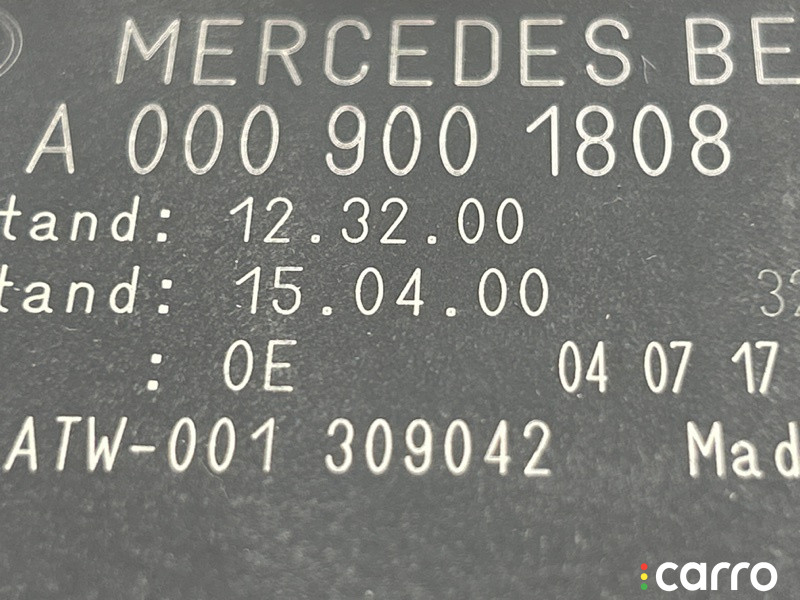 MERCEDES BE
A 000 900 1808
tand: 12.32.00
tand: 15.04.00 32
: 0E 04 07 17
ATW-001 309042 Mad
carro